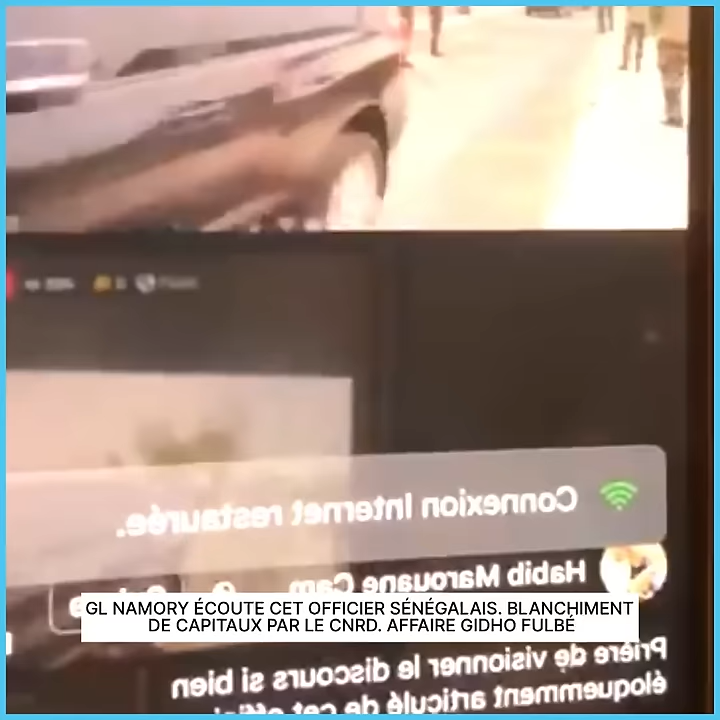 Connexion Internet restaurée.
Habib Marouane Cam
GL NAMORY ÉCOUTE CET OFFICIER SÉNÉGALAIS. BLANCHIMENT
DE CAPITAUX PAR LE CNRD. AFFAIRE GIDHO FULBÉ
Prière de visionner le discours si bien
éloquemment articulé de cet